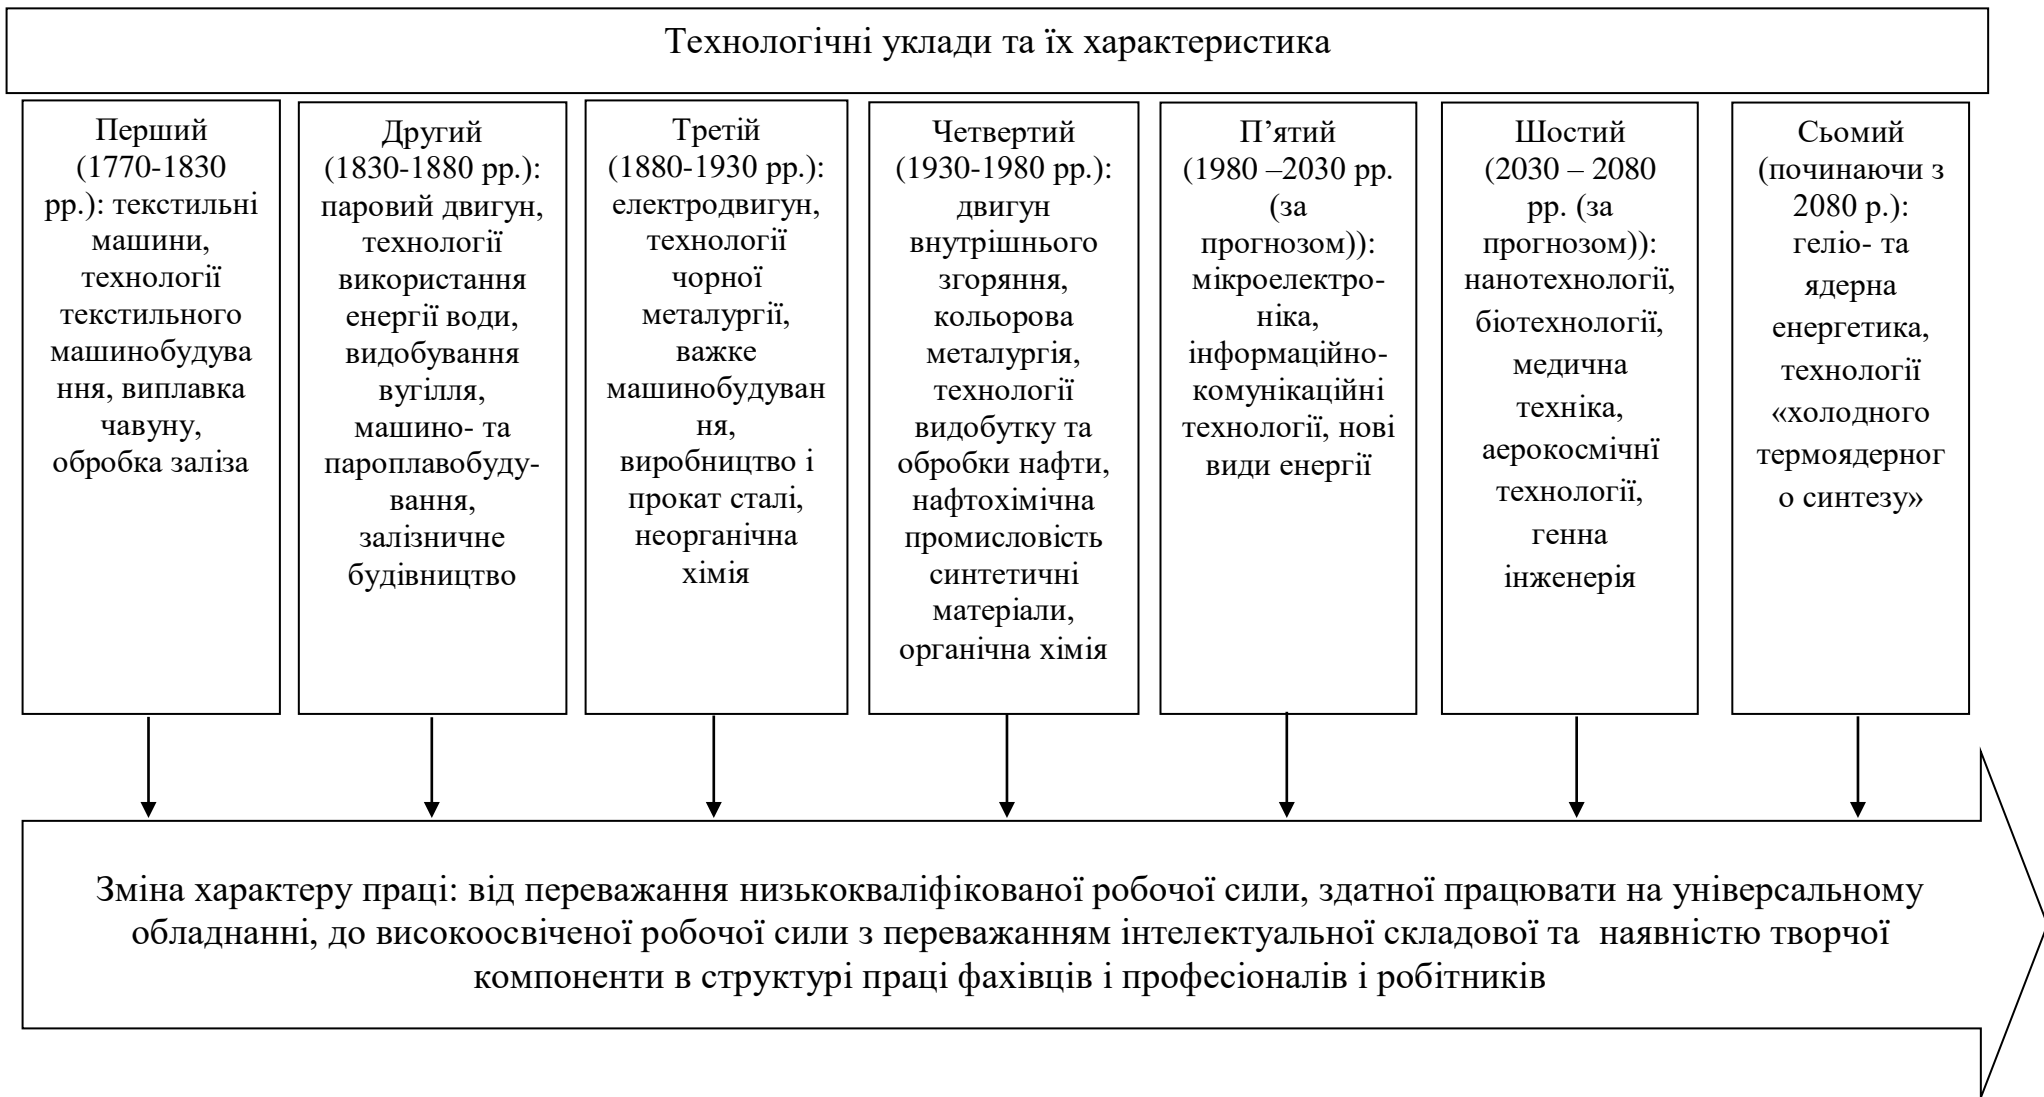 Технологічні уклади та їх характеристика
Перший
(1770-1830
рр.): текстильні
машини,
технології
текстильного
машинобудува
ння, виплавка
чавуну,
обробка заліза
Другий
(1830-1880 рр.):
паровий двигун,
технології
використання
енергії води,
видобування
вугілля,
машино- та
пароплавобуду-
вання,
залізничне
будівництво
Третій
(1880-1930 рр.):
електродвигун,
технології
чорної
металургії,
важке
машинобудуван
ня,
виробництво і
прокат сталі,
неорганічна
хімія
Четвертий
(1930-1980 рр.):
двигун
внутрішнього
згоряння,
кольорова
металургія,
технології
видобутку та
обробки нафти,
нафтохімічна
промисловість
синтетичні
матеріали,
органічна хімія
П’ятий
(1980 –2030 рр.
(за
прогнозом)):
мікроелектро-
ніка,
інформаційно-
комунікаційні
технології, нові
види енергії
Шостий
(2030 – 2080
рр. (за
прогнозом)):
нанотехнології,
біотехнології,
медична
техніка,
аерокосмічні
технології,
генна
інженерія
Сьомий
(починаючи з
2080 р.):
геліо- та
ядерна
енергетика,
технології
«холодного
термоядерног
о синтезу»
Зміна характеру праці: від переважання низькокваліфікованої робочої сили, здатної працювати на універсальному
обладнанні, до високоосвіченої робочої сили з переважанням інтелектуальної складової та  наявністю творчої
компоненти в структурі праці фахівців і професіоналів і робітників